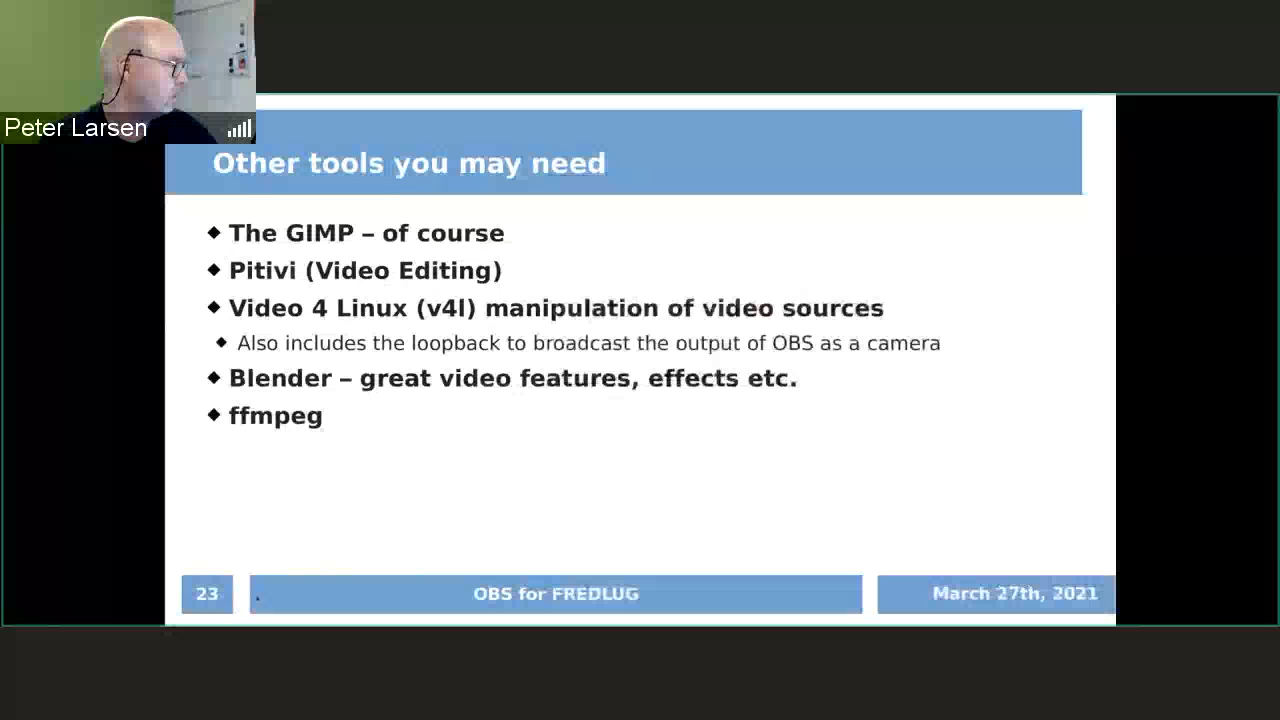 Peter Larsen
Other tools you may need
The GIMP – of course
Pitivi (Video Editing)
Video 4 Linux (v4l) manipulation of video sources
Also includes the loopback to broadcast the output of OBS as a camera
Blender – great video features, effects etc.
ffmpeg
23
OBS for FREDLUG
March 27th, 2021